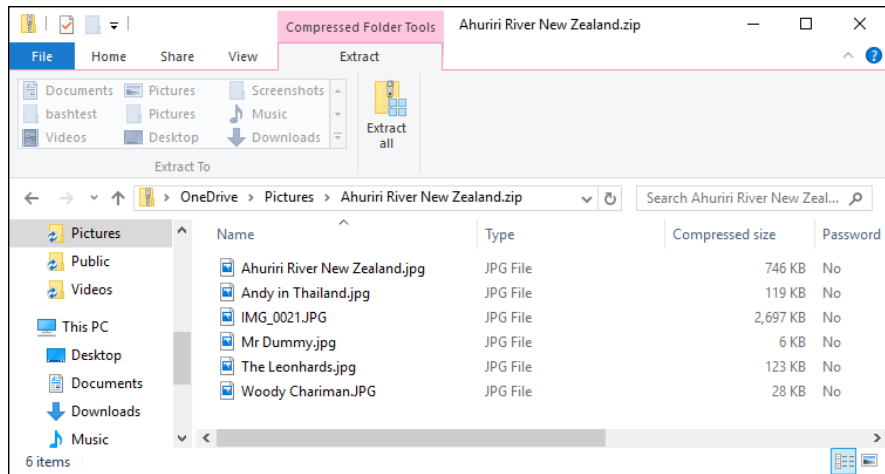 Compressed Folder Tools Ahuriri River New Zealand.zip
File Home Share View Extract
Documents Pictures Screenshots
bashtest Pictures Music
Videos Desktop Downloads
Extract all
Extract To
OneDrive Pictures Ahuriri River New Zealand.zip Search Ahuriri River New Zeal...
Pictures
Public
Videos
This PC
Desktop
Documents
Downloads
Music
Name Type Compressed size Password
Ahuriri River New Zealand.jpg JPG File 746 KB No
Andy in Thailand.jpg JPG File 119 KB No
IMG_0021.JPG JPG File 2,697 KB No
Mr Dummy.jpg JPG File 6 KB No
The Leonhards.jpg JPG File 123 KB No
Woody Chariman.JPG JPG File 28 KB No
6 items